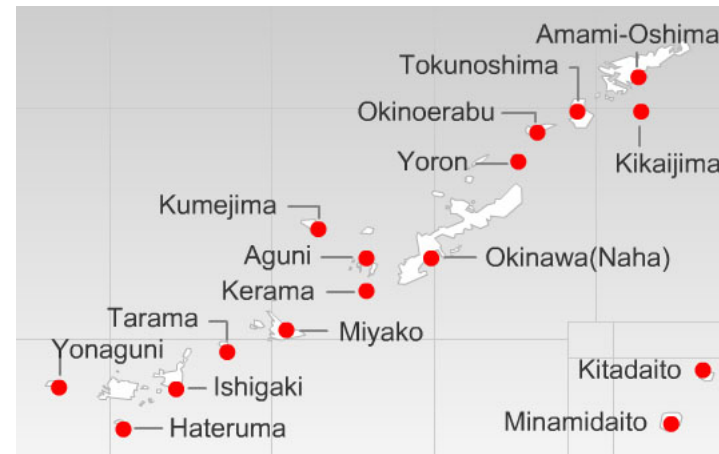 Amami-Oshima
Tokunoshima
Okinoerabu
Yoron
Kikaijima
Kumejima
Aguni
Okinawa(Naha)
Kerama
Tarama
Miyako
Yonaguni
Ishigaki
Kitadaito
Hateruma
Minamidaito